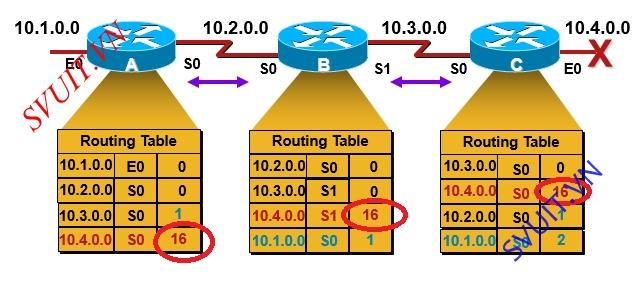 10.1.0.0 10.2.0.0 10.3.0.0 10.4.0.0
E0 A S0 S0 B S1 S0 C E0 X
SVUIT.VN
Routing Table
10.1.0.0 E0 0
10.2.0.0 S0 0
10.3.0.0 S0 1
10.4.0.0 S0 16
Routing Table
10.2.0.0 S0 0
10.3.0.0 S1 0
10.4.0.0 S1 16
10.1.0.0 S0 1
Routing Table
10.3.0.0 S0 0
10.4.0.0 S0 16
10.2.0.0 S0 1
10.1.0.0 S0 2
SVUIT.VN